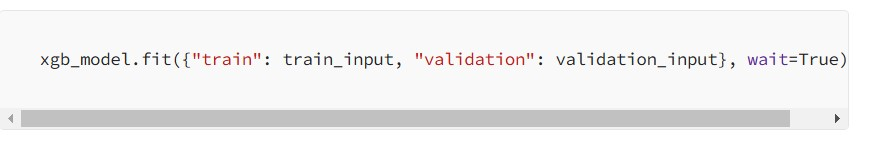 xgb_model.fit({"train": train_input, "validation": validation_input}, wait=True)